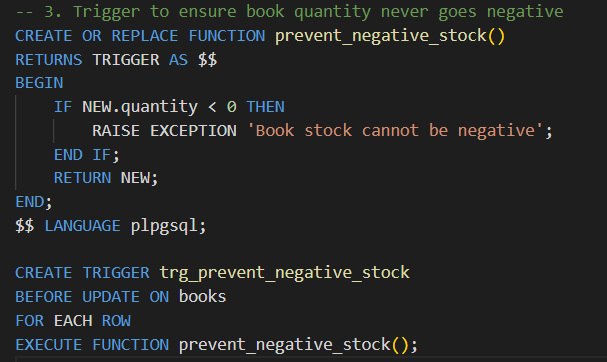 -- 3. Trigger to ensure book quantity never goes negative
CREATE OR REPLACE FUNCTION prevent_negative_stock()
RETURNS TRIGGER AS $$
BEGIN
    IF NEW.quantity < 0 THEN
        RAISE EXCEPTION 'Book stock cannot be negative';
    END IF;
    RETURN NEW;
END;
$$ LANGUAGE plpgsql;

CREATE TRIGGER trg_prevent_negative_stock
BEFORE UPDATE ON books
FOR EACH ROW
EXECUTE FUNCTION prevent_negative_stock();